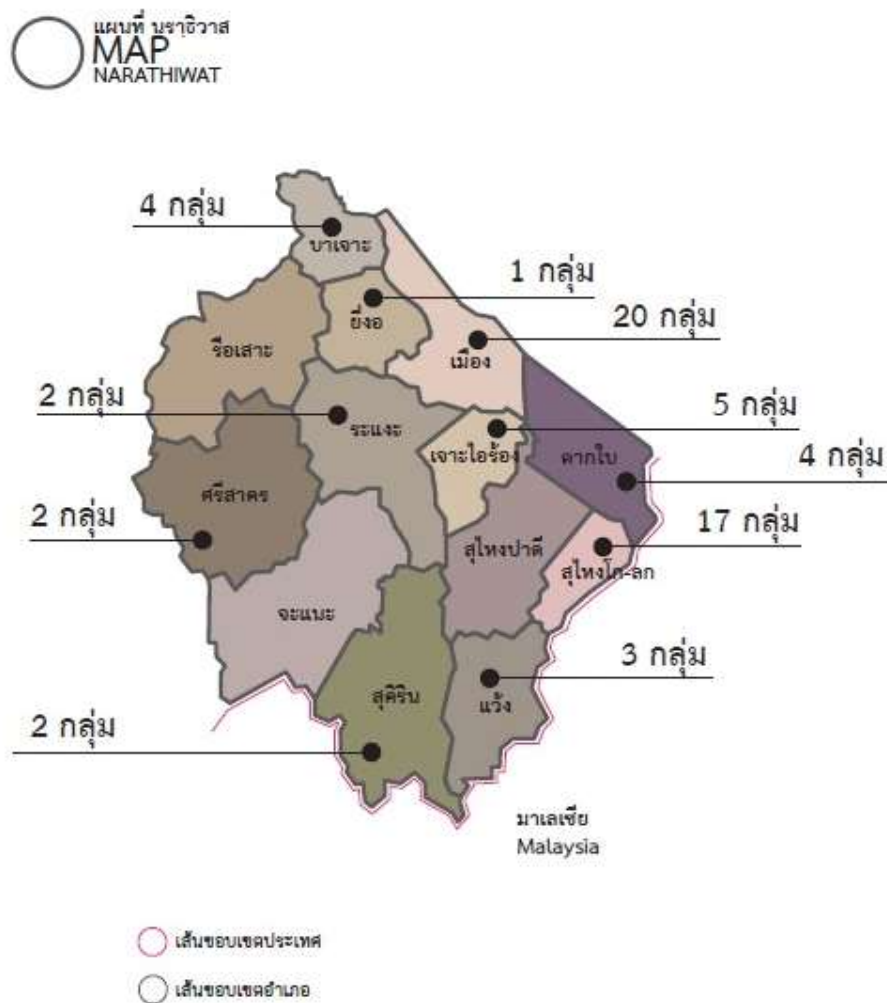 แผนที่ นราธิวาส
MAP
NARATHIWAT
4 กลุ่ม
บาเจาะ
1 กลุ่ม
ยี่งอ
20 กลุ่ม
รือเสาะ
เมือง
2 กลุ่ม
5 กลุ่ม
ระแงะ
เจาะไอร้อง
ตากใบ
4 กลุ่ม
ศรีสาคร
2 กลุ่ม
17 กลุ่ม
สุไหงปาดี
สุไหงโก-ลก
จะแนะ
3 กลุ่ม
สุคิริน
แว้ง
2 กลุ่ม
มาเลเซีย
Malaysia
เส้นขอบเขตประเทศ
เส้นขอบเขตอำเภอ